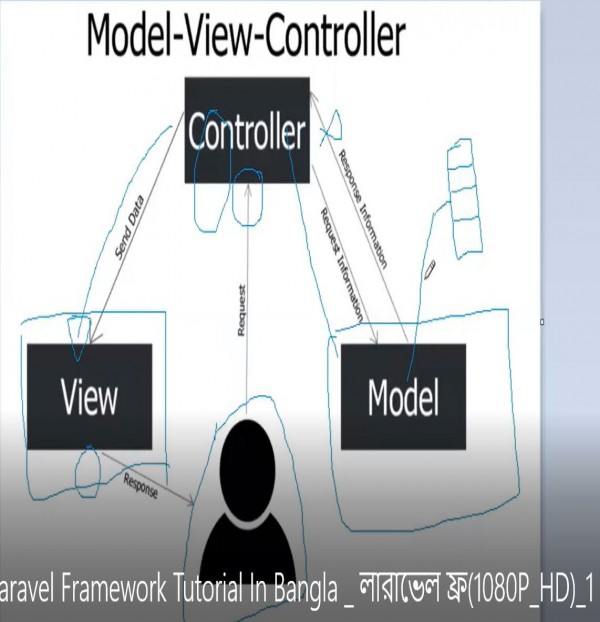 Model-View-Controller
Controller
Send Data
Request
Response Information
Request Information
View
Model
Response
aravel Framework Tutorial In Bangla _ লারাভেল ফ্র(1080P_HD)_1